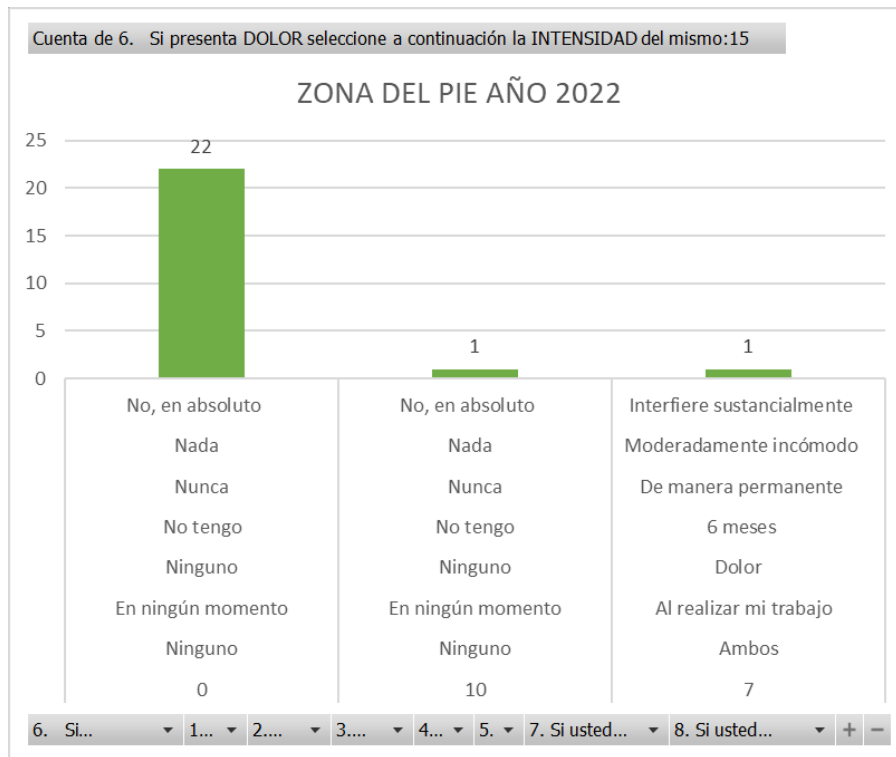 Cuenta de 6. Si presenta DOLOR seleccione a continuación la INTENSIDAD del mismo:15
ZONA DEL PIE AÑO 2022
25
20
15
10
5
0
22
1
1
No, en absoluto No, en absoluto Interfiere sustancialmente
Nada Nada Moderadamente incómodo
Nunca Nunca De manera permanente
No tengo No tengo 6 meses
Ninguno Ninguno Dolor
En ningún momento En ningún momento Al realizar mi trabajo
Ninguno Ninguno Ambos
0 10 7
6. Si... 1... 2.... 3.... 4... 5. 7. Si usted... 8. Si usted... + −